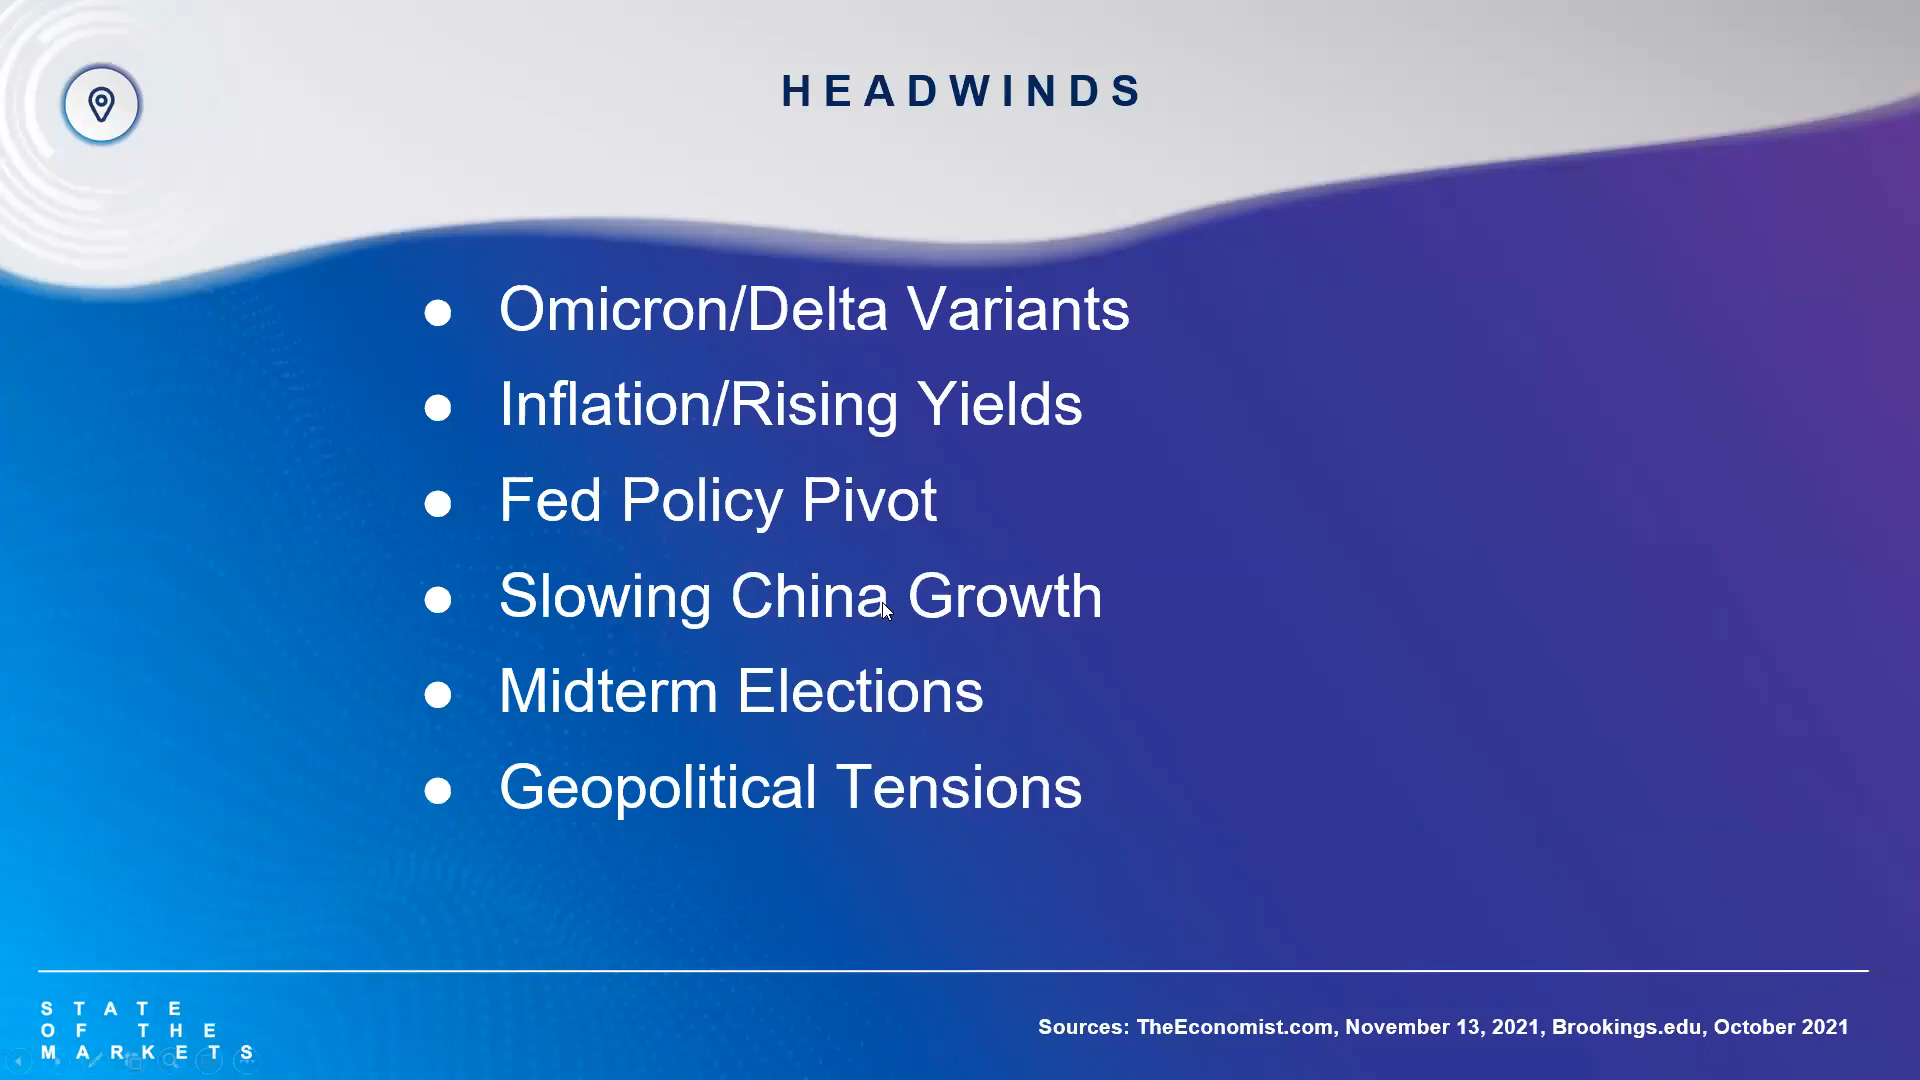 HEADWINDS
● Omicron/Delta Variants
● Inflation/Rising Yields
● Fed Policy Pivot
● Slowing China Growth
● Midterm Elections
● Geopolitical Tensions
STATE
OF THE
MARKETS
Sources: TheEconomist.com, November 13, 2021, Brookings.edu, October 2021